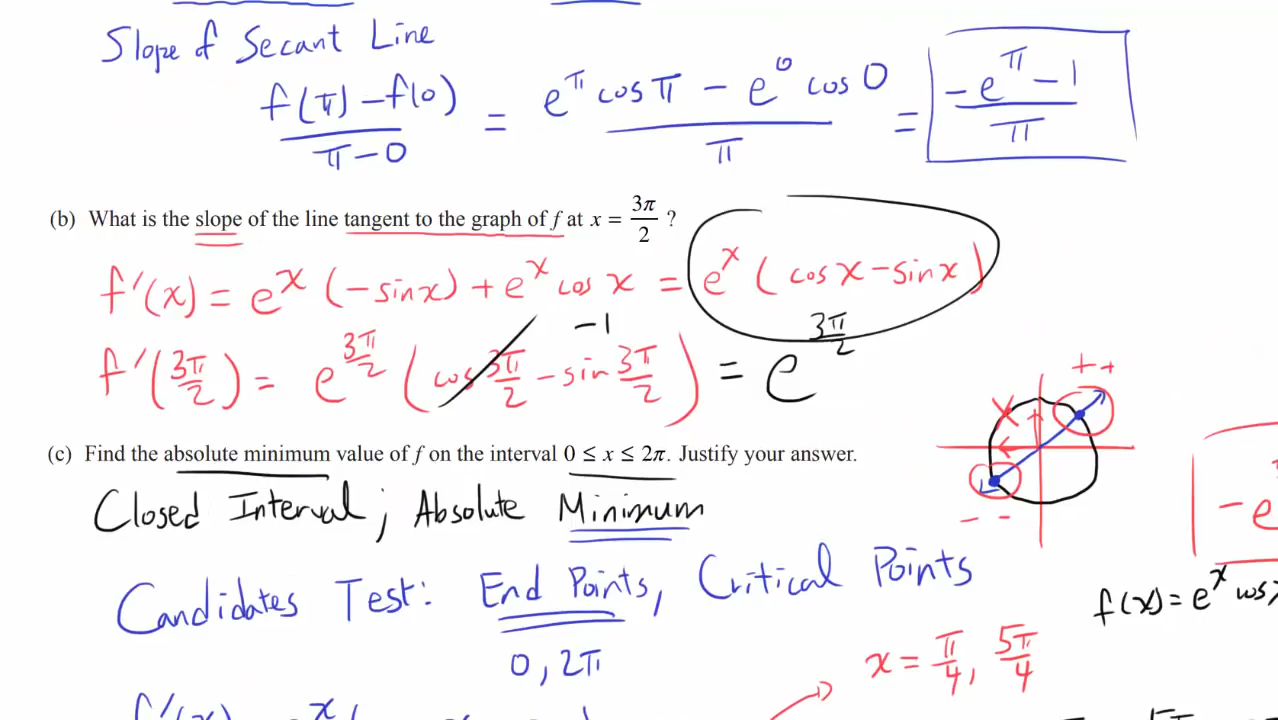 Slope of Secant Line
f(π) - f(0) / π - 0 = e^π cos π - e^0 cos 0 / π = -e^π - 1 / π
(b) What is the slope of the line tangent to the graph of f at x = 3π/2 ?
f'(x) = e^x (-sinx) + e^x cos x = e^x (cosx - sinx)
-1
f'(3π/2) = e^(3π/2) (cos 3π/2 - sin 3π/2) = e^(3π/2)
+ +
(c) Find the absolute minimum value of f on the interval 0 ≤ x ≤ 2π. Justify your answer.
Closed Interval; Absolute Minimum
- -
- e
Candidates Test: End Points, Critical Points
f(x) = e^x cos
0, 2π
x = π/4, 5π/4